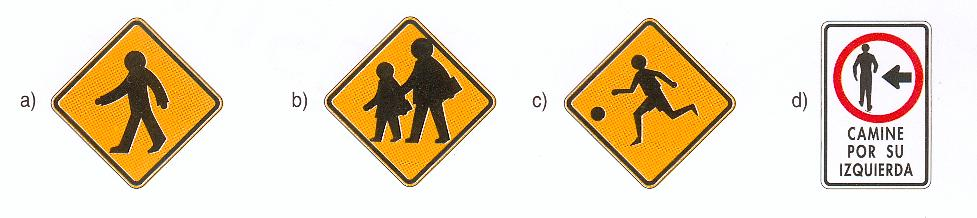 a)
b)
c)
d)
CAMINE
POR SU
IZQUIERDA